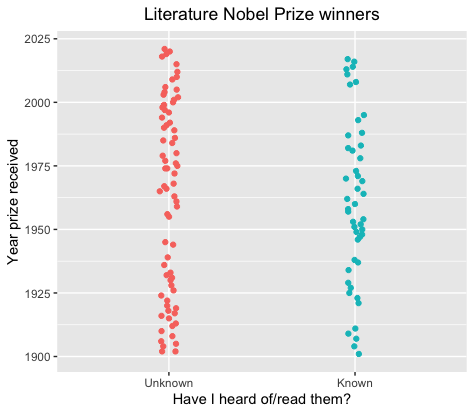 Literature Nobel Prize winners
Year prize received
2025
2000
1975
1950
1925
1900
Unknown
Known
Have I heard of/read them?